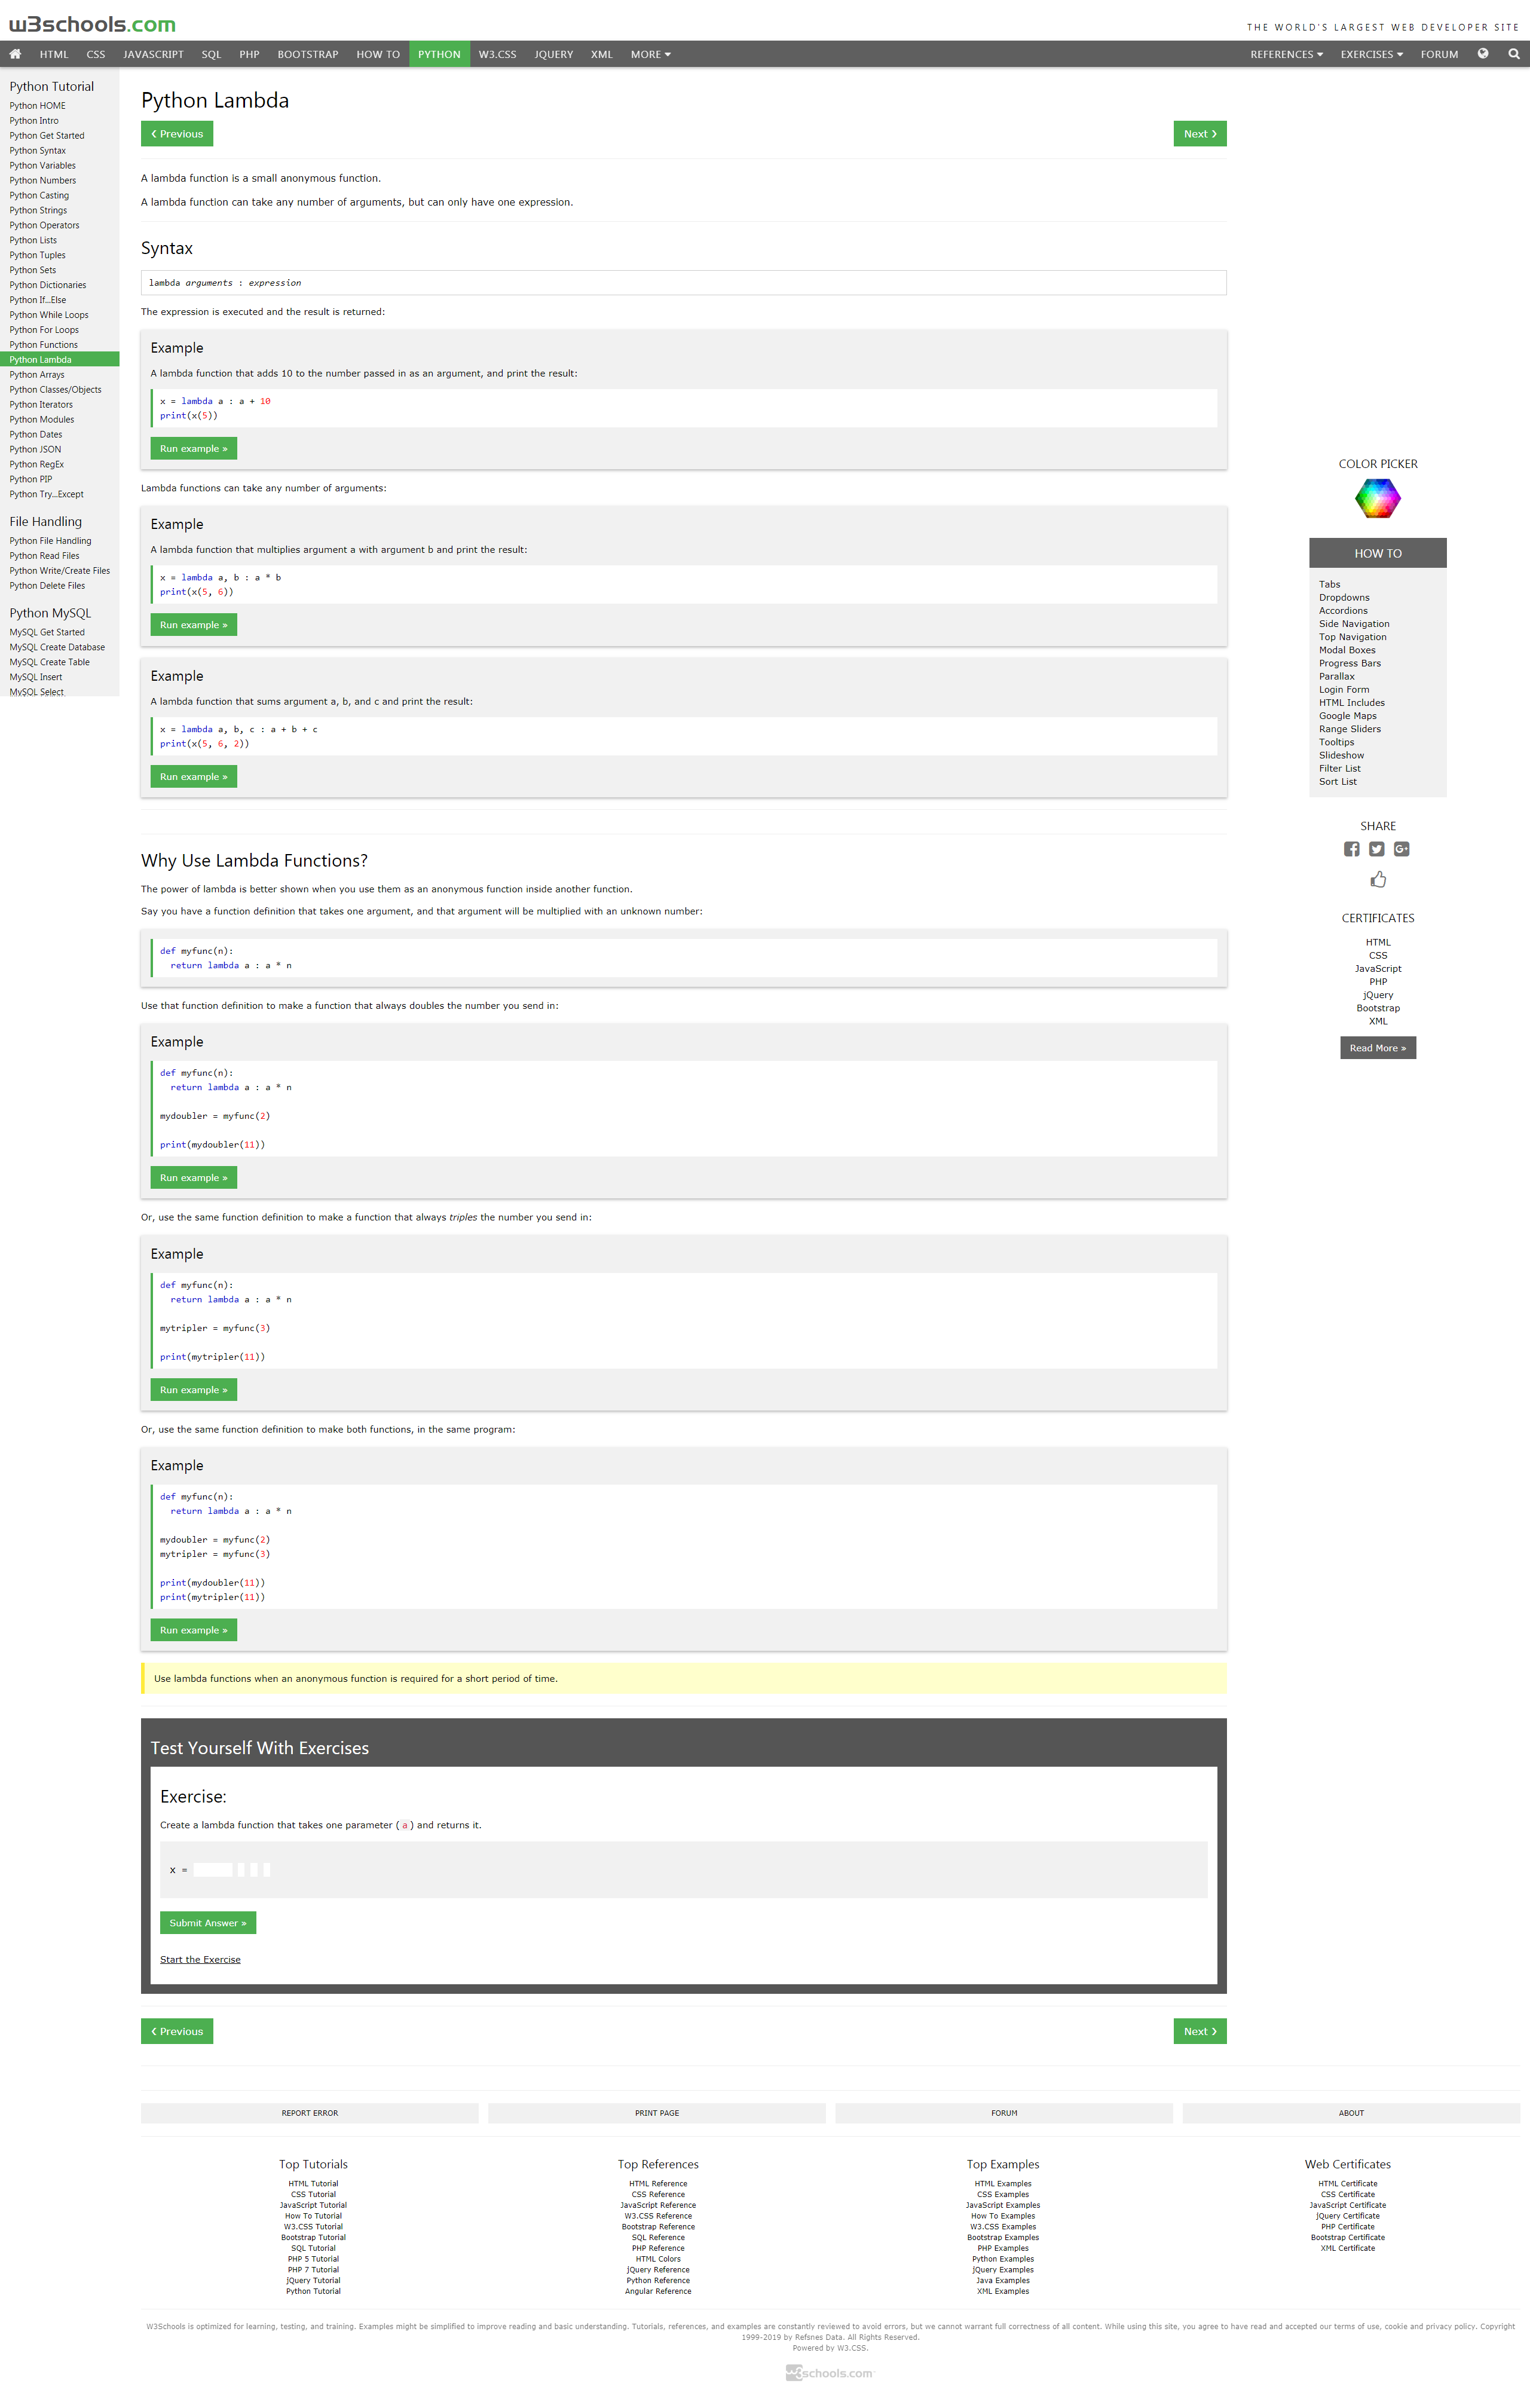 w3schools.com
THE WORLD'S LARGEST WEB DEVELOPER SITE
HTML CSS JAVASCRIPT SQL PHP BOOTSTRAP HOW TO PYTHON W3.CSS JQUERY XML MORE REFERENCES EXERCISES FORUM
Python Tutorial
Python HOME
Python Intro
Python Get Started
Python Syntax
Python Variables
Python Numbers
Python Casting
Python Strings
Python Operators
Python Lists
Python Tuples
Python Sets
Python Dictionaries
Python If...Else
Python While Loops
Python For Loops
Python Functions
Python Lambda
Python Arrays
Python Classes/Objects
Python Iterators
Python Modules
Python Dates
Python JSON
Python RegEx
Python PIP
Python Try...Except
File Handling
Python File Handling
Python Read Files
Python Write/Create Files
Python Delete Files
Python MySQL
MySQL Get Started
MySQL Create Database
MySQL Create Table
MySQL Insert
MySQL Select
Python Lambda
❮ Previous
Next ❯
A lambda function is a small anonymous function.
A lambda function can take any number of arguments, but can only have one expression.
Syntax
lambda arguments : expression
The expression is executed and the result is returned:
Example
A lambda function that adds 10 to the number passed in as an argument, and print the result:
x = lambda a : a + 10
print(x(5))
Run example »
Lambda functions can take any number of arguments:
Example
A lambda function that multiplies argument a with argument b and print the result:
x = lambda a, b : a * b
print(x(5, 6))
Run example »
Example
A lambda function that sums argument a, b, and c and print the result:
x = lambda a, b, c : a + b + c
print(x(5, 6, 2))
Run example »
Why Use Lambda Functions?
The power of lambda is better shown when you use them as an anonymous function inside another function.
Say you have a function definition that takes one argument, and that argument will be multiplied with an unknown number:
def myfunc(n):
  return lambda a : a * n
Use that function definition to make a function that always doubles the number you send in:
Example
def myfunc(n):
  return lambda a : a * n
mydoubler = myfunc(2)
print(mydoubler(11))
Run example »
Or, use the same function definition to make a function that always triples the number you send in:
Example
def myfunc(n):
  return lambda a : a * n
mytripler = myfunc(3)
print(mytripler(11))
Run example »
Or, use the same function definition to make both functions, in the same program:
Example
def myfunc(n):
  return lambda a : a * n
mydoubler = myfunc(2)
mytripler = myfunc(3)
print(mydoubler(11))
print(mytripler(11))
Run example »
Use lambda functions when an anonymous function is required for a short period of time.
Test Yourself With Exercises
Exercise:
Create a lambda function that takes one parameter (a) and returns it.
x =
Submit Answer »
Start the Exercise
❮ Previous
Next ❯
COLOR PICKER
HOW TO
Tabs
Dropdowns
Accordions
Side Navigation
Top Navigation
Modal Boxes
Progress Bars
Parallax
Login Form
HTML Includes
Google Maps
Range Sliders
Tooltips
Slideshow
Filter List
Sort List
SHARE
CERTIFICATES
HTML
CSS
JavaScript
PHP
jQuery
Bootstrap
XML
Read More »
REPORT ERROR
PRINT PAGE
FORUM
ABOUT
Top Tutorials
HTML Tutorial
CSS Tutorial
JavaScript Tutorial
How To Tutorial
W3.CSS Tutorial
Bootstrap Tutorial
SQL Tutorial
PHP 5 Tutorial
PHP 7 Tutorial
jQuery Tutorial
Python Tutorial
Top References
HTML Reference
CSS Reference
JavaScript Reference
W3.CSS Reference
Bootstrap Reference
SQL Reference
PHP Reference
HTML Colors
jQuery Reference
Python Reference
Angular Reference
Top Examples
HTML Examples
CSS Examples
JavaScript Examples
How To Examples
W3.CSS Examples
Bootstrap Examples
PHP Examples
Python Examples
jQuery Examples
Java Examples
XML Examples
Web Certificates
HTML Certificate
CSS Certificate
JavaScript Certificate
jQuery Certificate
PHP Certificate
Bootstrap Certificate
XML Certificate
W3Schools is optimized for learning, testing, and training. Examples might be simplified to improve reading and basic understanding. Tutorials, references, and examples are constantly reviewed to avoid errors, but we cannot warrant full correctness of all content. While using this site, you agree to have read and accepted our terms of use, cookie and privacy policy. Copyright
1999-2019 by Refsnes Data. All Rights Reserved.
Powered by W3.CSS.
w3schools.com